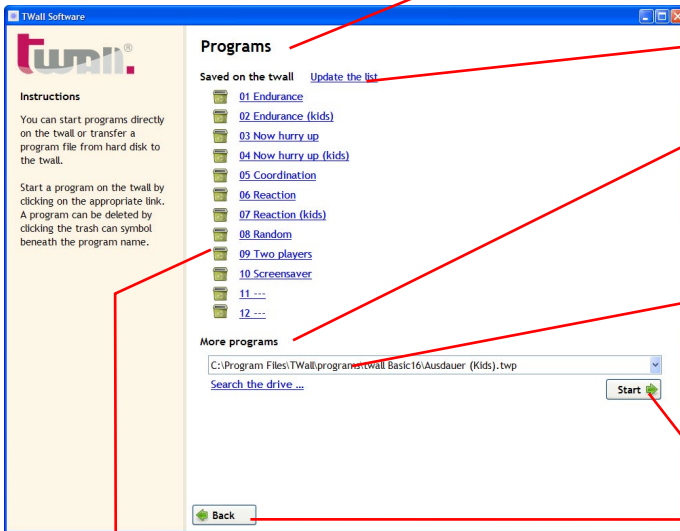 TWall Software
twall.®
Instructions
You can start programs directly
on the twall or transfer a
program file from hard disk to
the twall.
Start a program on the twall by
clicking on the appropriate link.
A program can be deleted by
clicking the trash can symbol
beneath the program name.
Programs
Saved on the twall Update the list
01 Endurance
02 Endurance (kids)
03 Now hurry up
04 Now hurry up (kids)
05 Coordination
06 Reaction
07 Reaction (kids)
08 Random
09 Two players
10 Screensaver
11 ---
12 ---
More programs
C:\Program Files\TWall\programs\twall Basic16\Ausdauer (Kids).twp
Search the drive ...
Start
Back